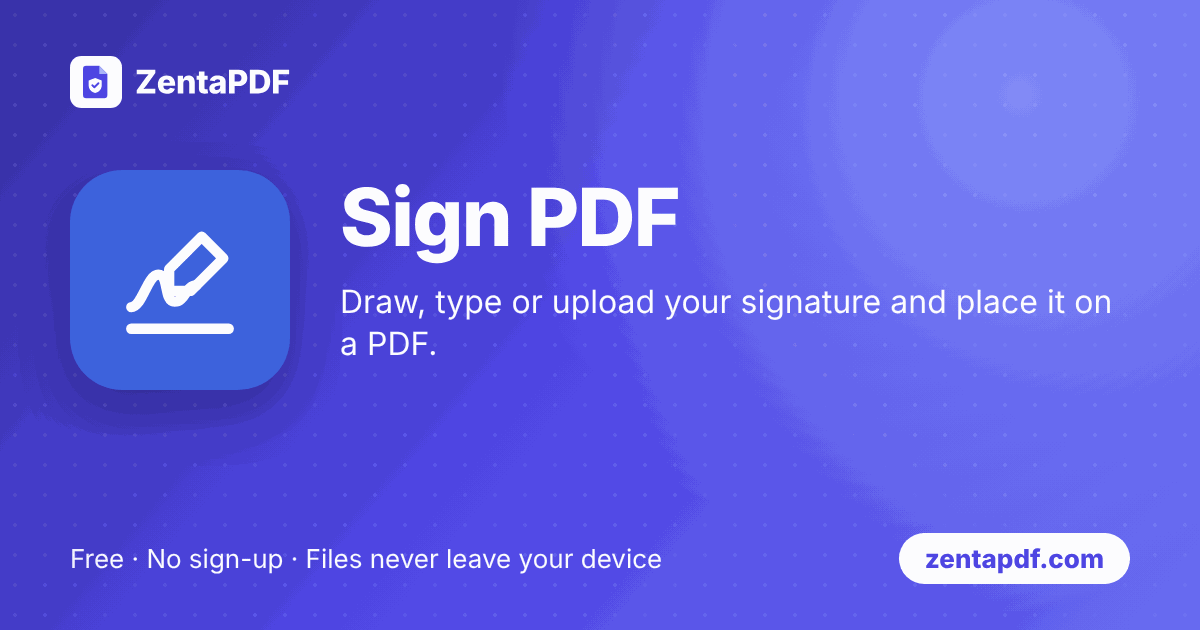 ZentaPDF
Sign PDF
Draw, type or upload your signature and place it on
a PDF.
Free · No sign-up · Files never leave your device
zentapdf.com